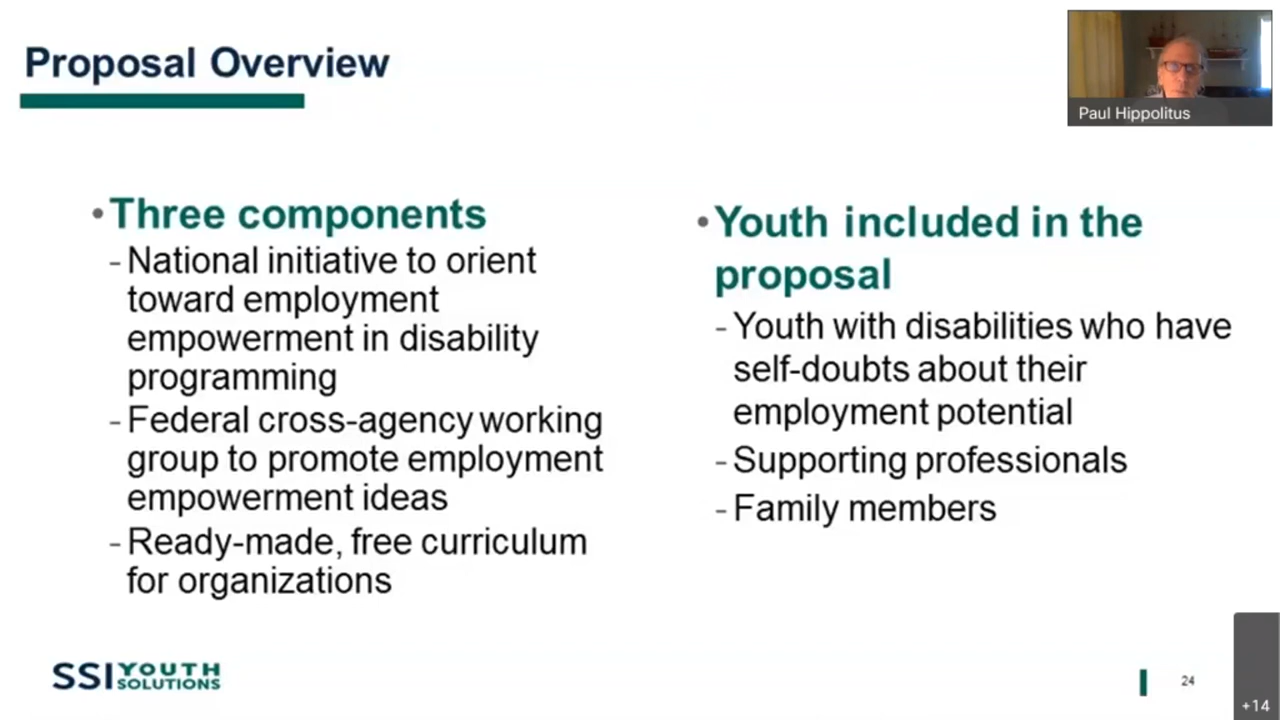 Proposal Overview
Paul Hippolitus
•Three components
-National initiative to orient
toward employment
empowerment in disability
programming
-Federal cross-agency working
group to promote employment
empowerment ideas
-Ready-made, free curriculum
for organizations
•Youth included in the
proposal
-Youth with disabilities who have
self-doubts about their
employment potential
-Supporting professionals
-Family members
SSI YOUTH
SOLUTIONS
24
+14